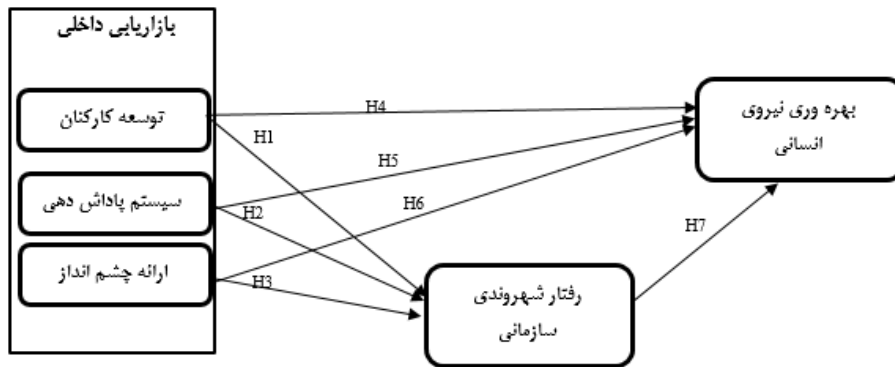 بازاریابی داخلی
توسعه کارکنان
سیستم پاداش دهی
ارائه چشم انداز
H4
H1
H5
H2
H6
H3
H7
بهره وری نیروی
انسانی
رفتار شهروندی
سازمانی